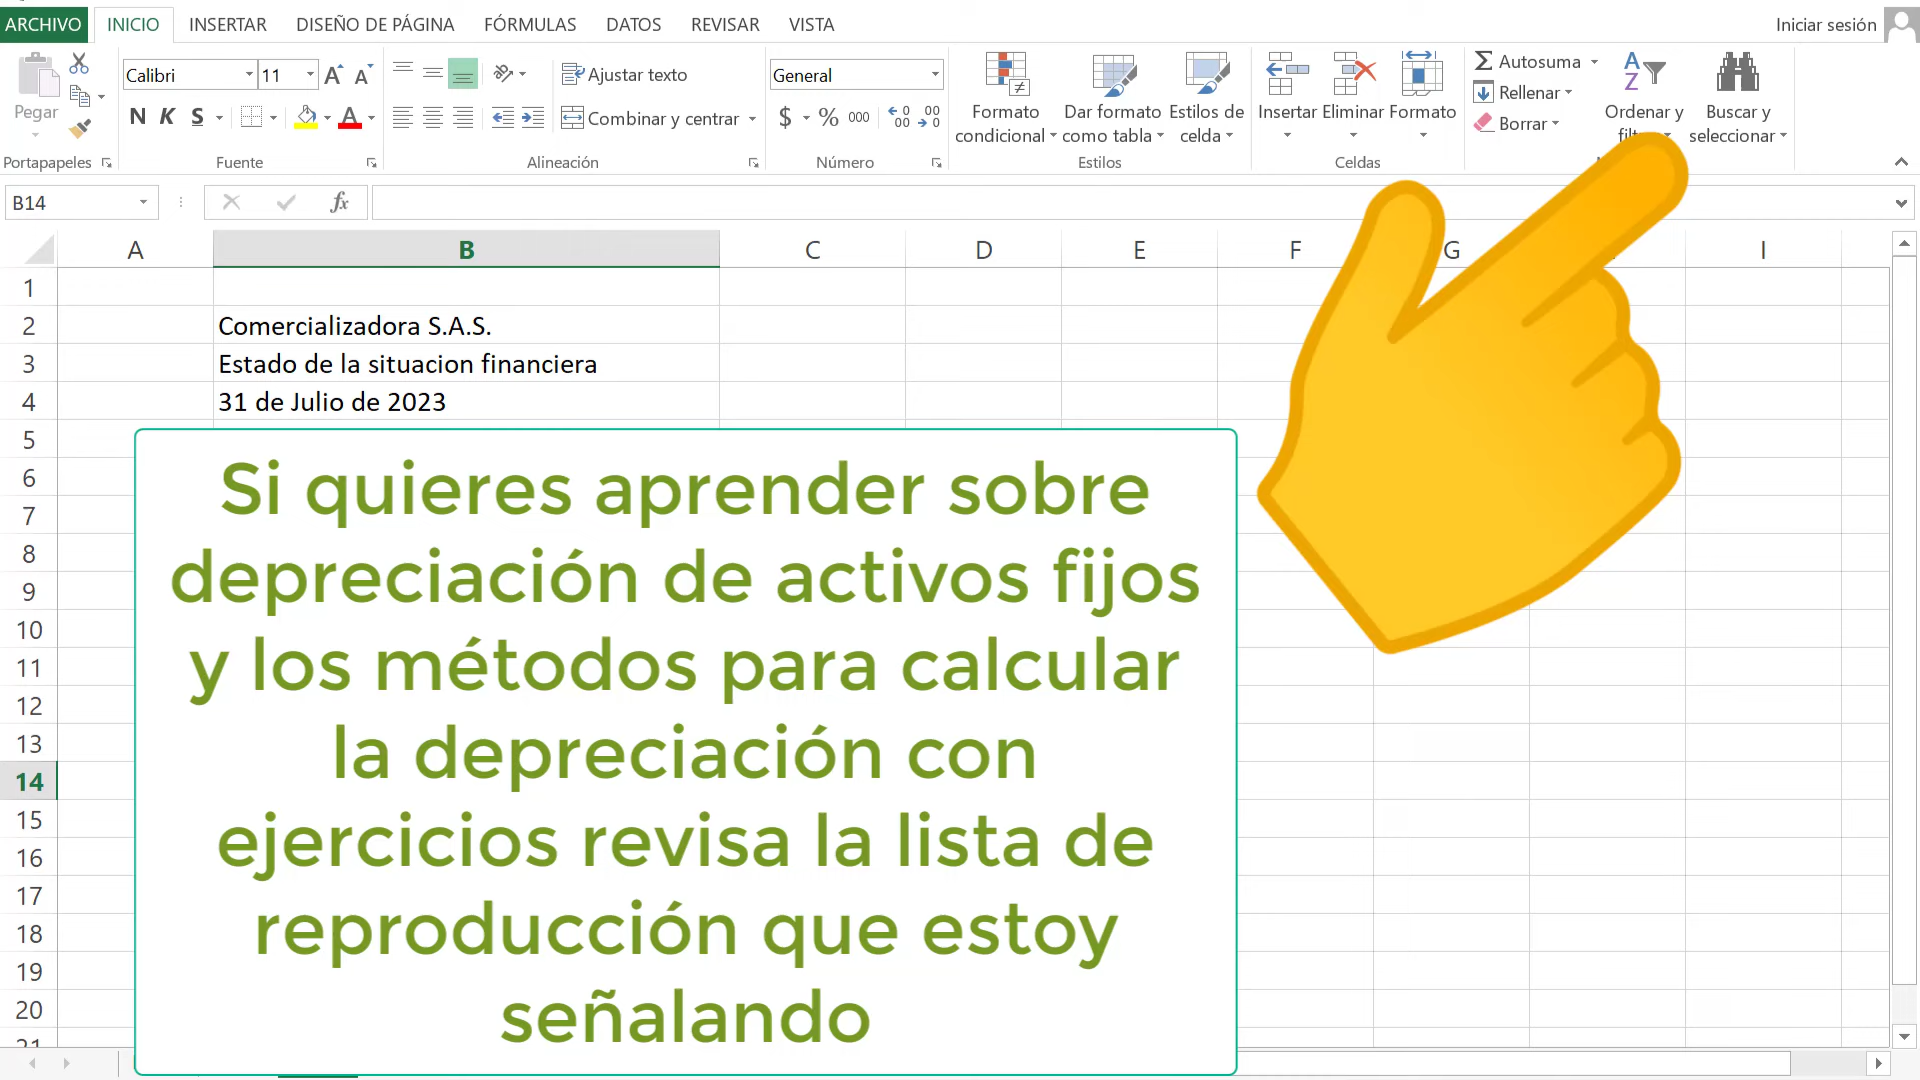 ARCHIVO INICIO INSERTAR DISEÑO DE PÁGINA FÓRMULAS DATOS REVISAR VISTA Iniciar sesión
Pegar
Portapapeles
Calibri 11
N K S
Fuente
Ajustar texto
Combinar y centrar
Alineación
General
$ % 000
Número
Formato condicional
Dar formato como tabla
Estilos de celda
Estilos
Insertar Eliminar Formato
Celdas
Autosuma
Rellenar
Borrar
Ordenar y
Buscar y seleccionar
B14 fx
A B C D E F G I
1
2 Comercializadora S.A.S.
3 Estado de la situacion financiera
4 31 de Julio de 2023
5
6
7
8
9
10
11
12
13
14
15
16
17
18
19
20
21
Si quieres aprender sobre
depreciación de activos fijos
y los métodos para calcular
la depreciación con
ejercicios revisa la lista de
reproducción que estoy
señalando